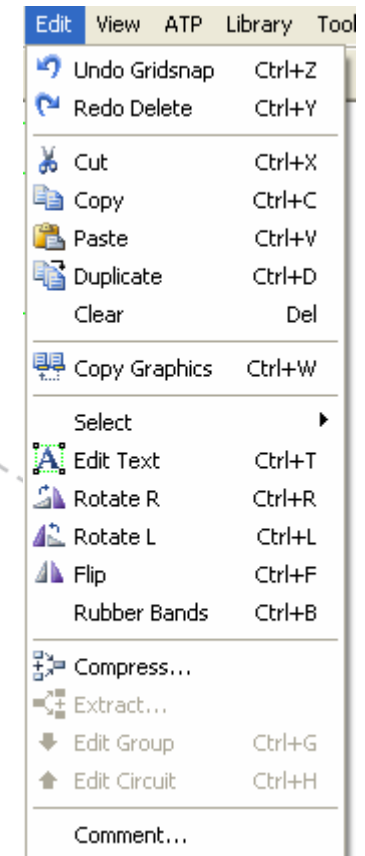 Edit View ATP Library Tool
Undo Gridsnap Ctrl+Z
Redo Delete Ctrl+Y
Cut Ctrl+X
Copy Ctrl+C
Paste Ctrl+V
Duplicate Ctrl+D
Clear Del
Copy Graphics Ctrl+W
Select
Edit Text Ctrl+T
Rotate R Ctrl+R
Rotate L Ctrl+L
Flip Ctrl+F
Rubber Bands Ctrl+B
Compress...
Extract...
Edit Group Ctrl+G
Edit Circuit Ctrl+H
Comment...